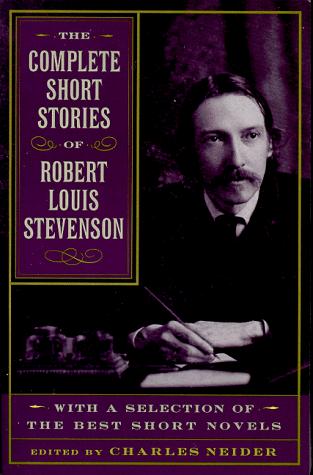 THE
COMPLETE
SHORT
STORIES
OF
ROBERT
LOUIS
STEVENSON
WITH A SELECTION OF
THE BEST SHORT NOVELS
EDITED BY CHARLES NEIDER